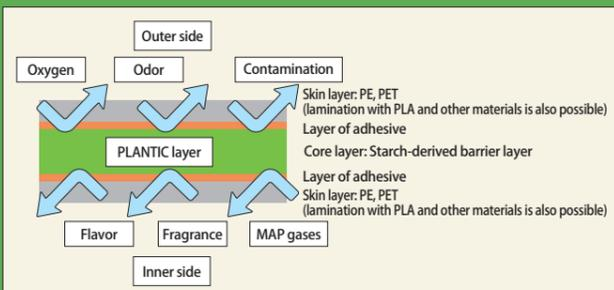 Outer side
Oxygen
Odor
Contamination
Skin layer: PE, PET
(lamination with PLA and other materials is also possible)
Layer of adhesive
PLANTIC layer
Core layer: Starch-derived barrier layer
Layer of adhesive
Skin layer: PE, PET
(lamination with PLA and other materials is also possible)
Flavor
Fragrance
MAP gases
Inner side